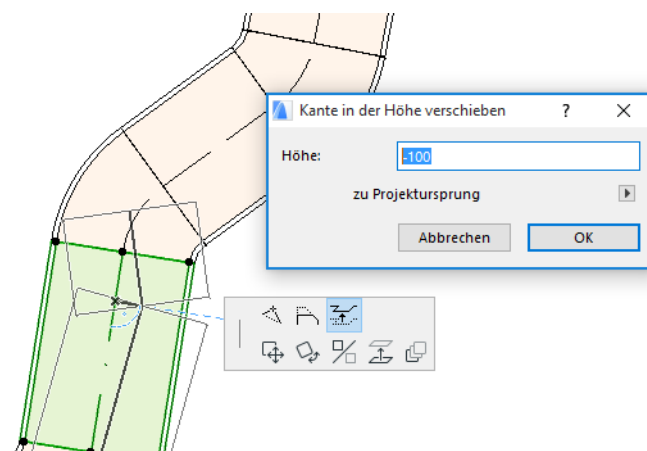 Kante in der Höhe verschieben
?
Höhe:
-100
zu Projektursprung
Abbrechen
OK